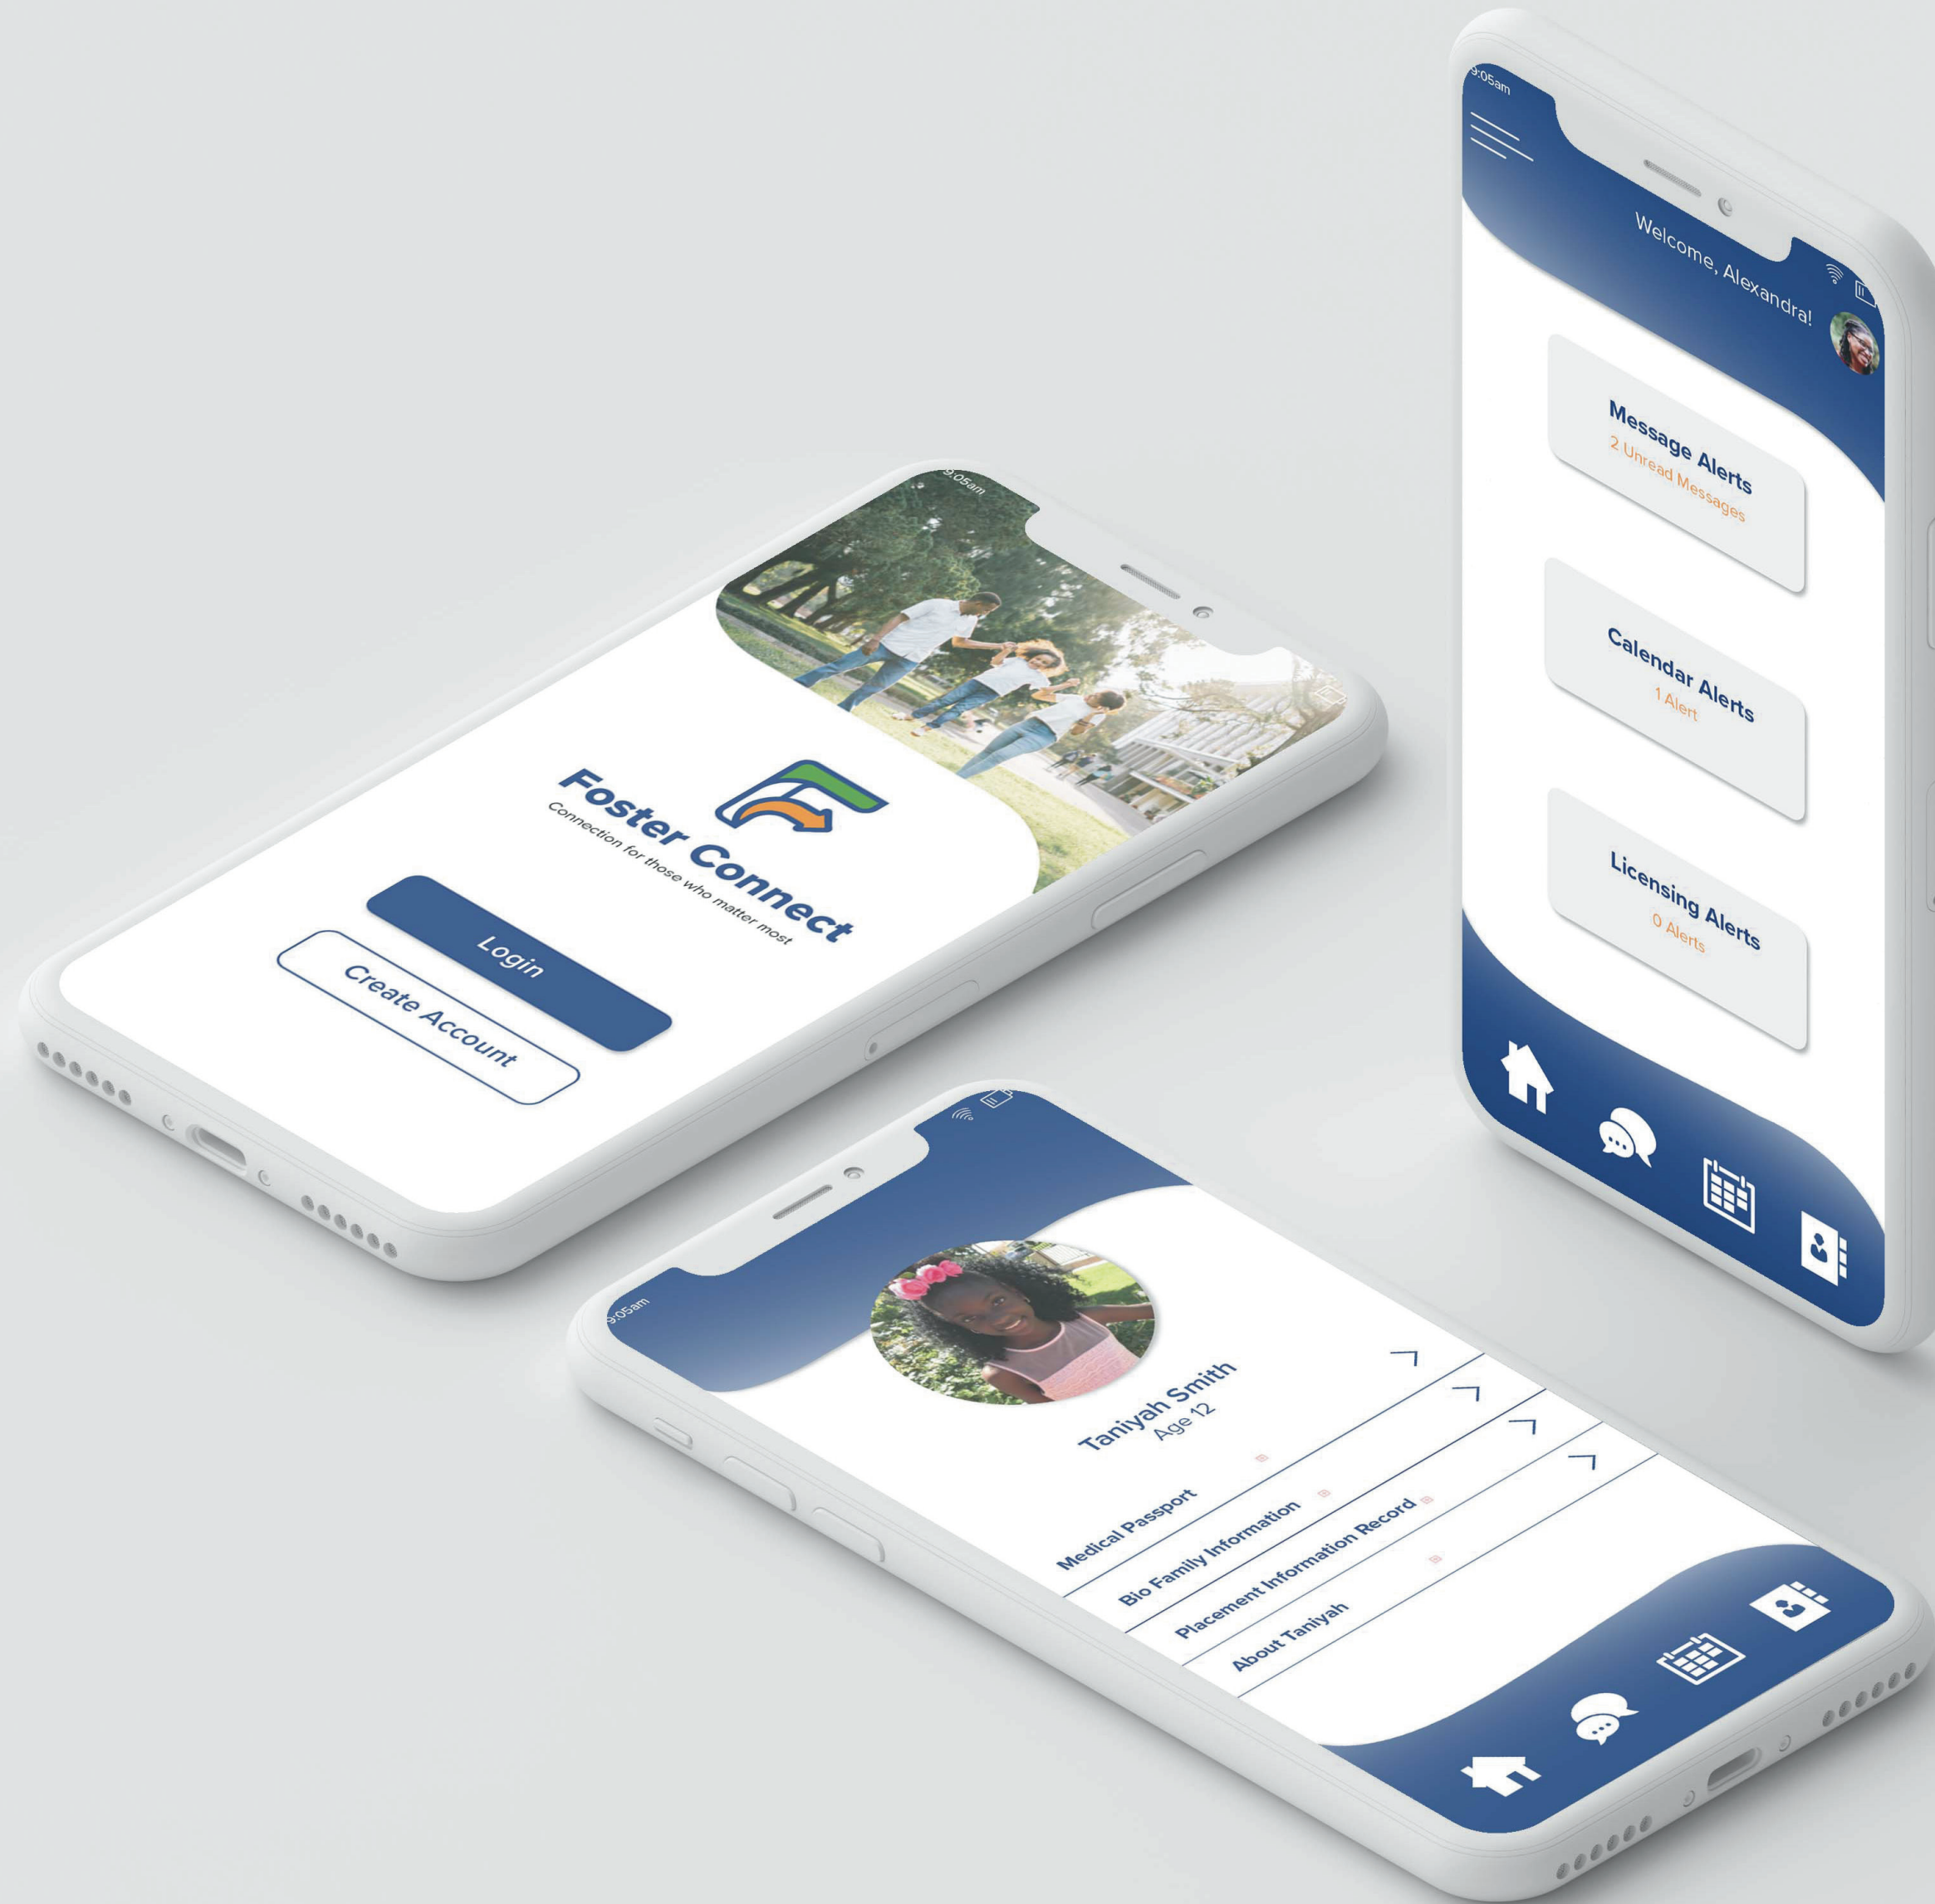 9:05am
Foster Connect
Connection for those who matter most
Login
Create Account
9:05am
Welcome, Alexandra!
Message Alerts
2 Unread Messages
Calendar Alerts
1 Alert
Licensing Alerts
0 Alerts
9:05am
Taniyah Smith
Age 12
Medical Passport
Bio Family Information
Placement Information Record
About Taniyah